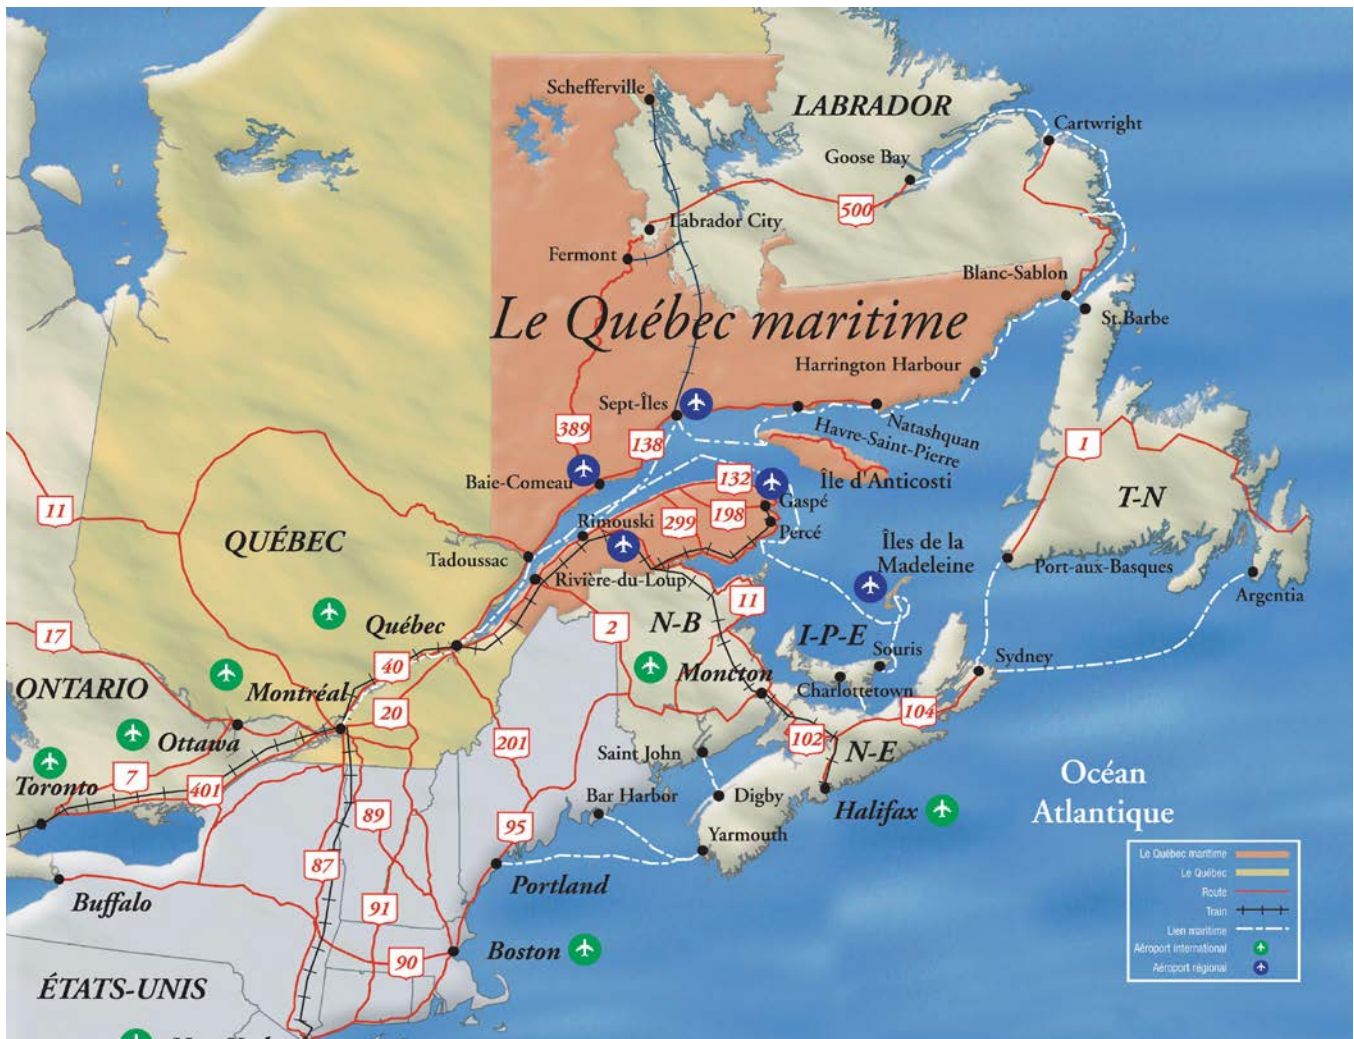 Schefferville
LABRADOR
Cartwright
Goose Bay
500
Labrador City
Fermont
Blanc-Sablon
Le Québec maritime
St.Barbe
Harrington Harbour
Sept-Îles
Natashquan
Havre-Saint-Pierre
389
138
1
Baie-Comeau
132
Île d'Anticosti
T-N
11
Gaspé
198
299
Rimouski
Percé
QUÉBEC
Tadoussac
Îles de la
Madeleine
Port-aux-Basques
Rivière-du-Loup
Argentia
11
17
Québec
2
N-B
I-P-E
Souris
Sydney
40
ONTARIO
Montréal
Moncton
Charlottetown
20
104
Ottawa
201
102
N-E
Saint John
7
Toronto
401
Bar Harbor
Digby
Océan
Atlantique
89
95
Halifax
Yarmouth
87
Portland
Buffalo
91
Boston
90
ÉTATS-UNIS
Le Québec maritime
Le Québec
Route
Train
Lien maritime
Aéroport international
Aéroport régional